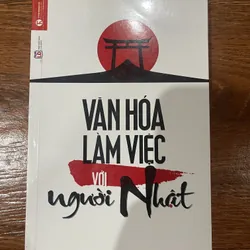 VĂN HÓA
LÀM VIỆC
VỚI
người Nhật